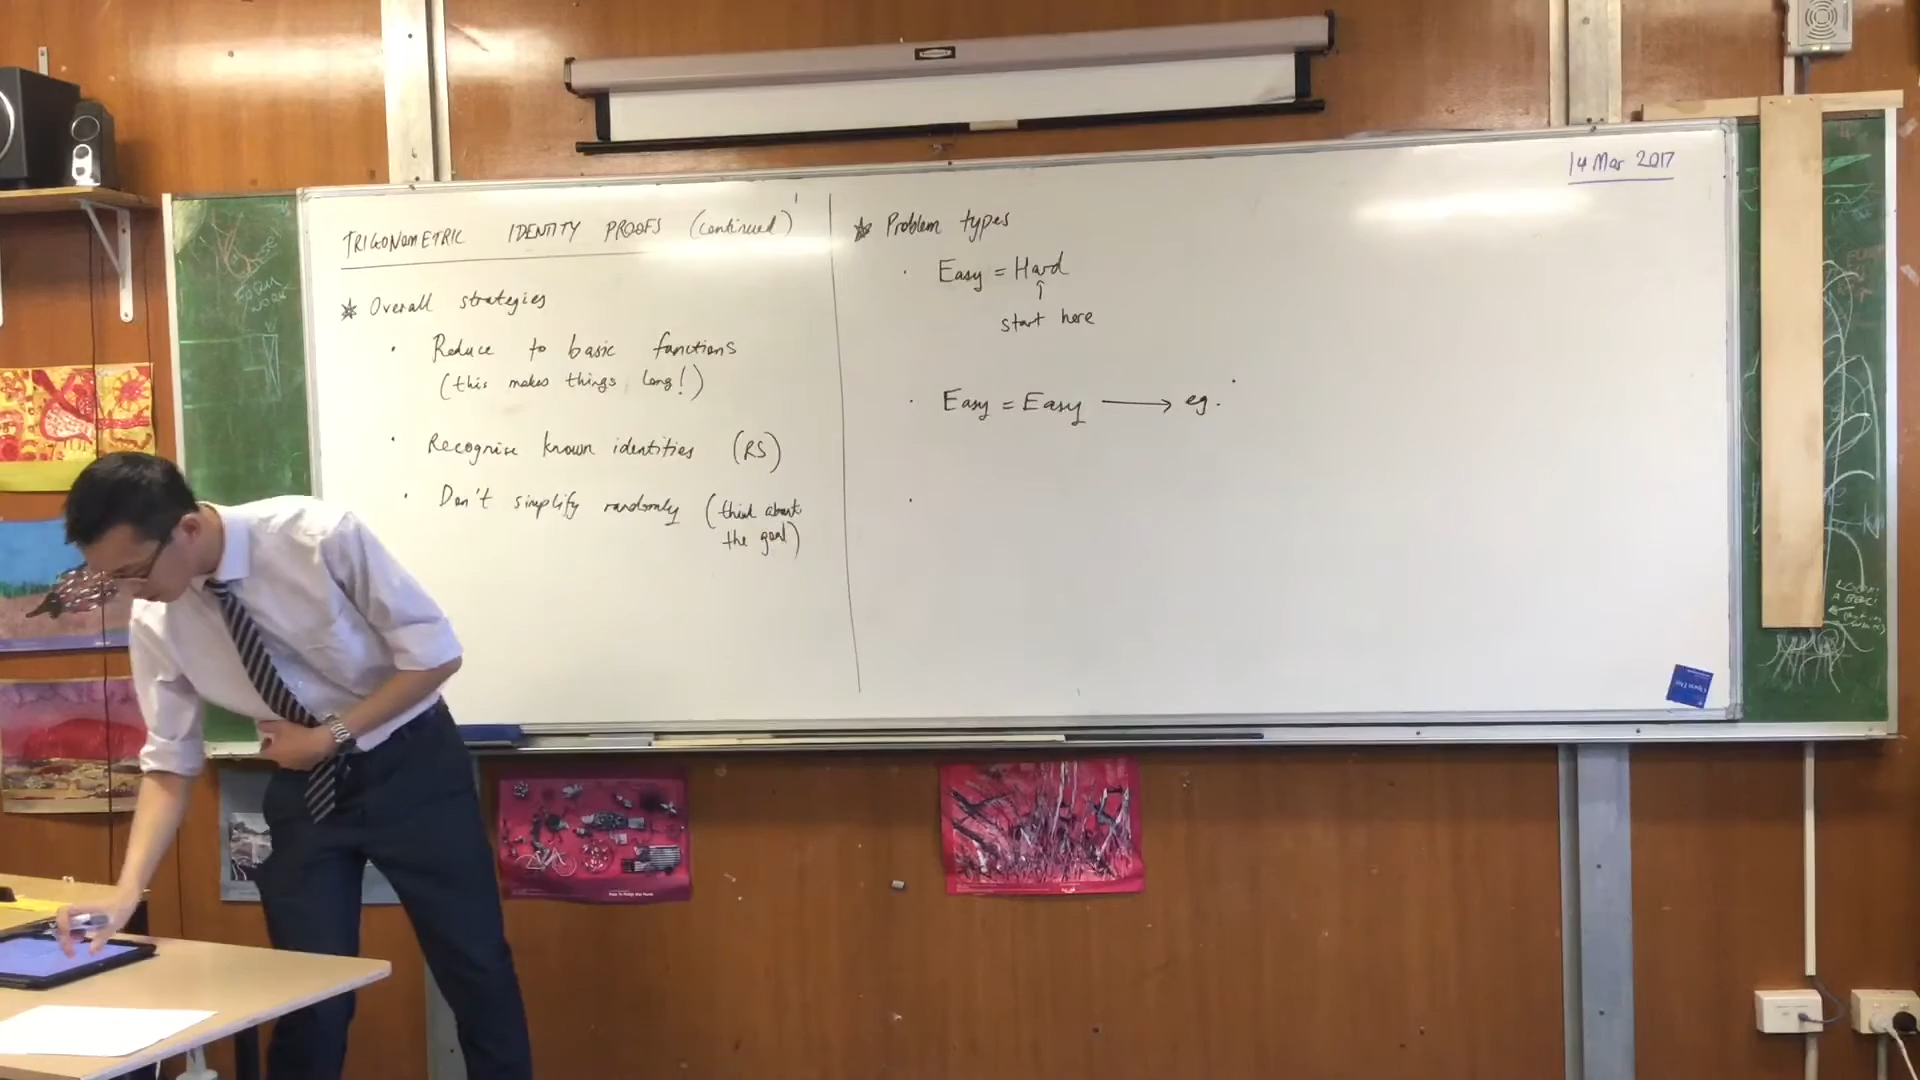 TRIGONOMETRIC IDENTITY PROOFS (continued)
* Overall strategies
· Reduce to basic functions
(this makes things long!)
· Recognise known identities (RS)
· Don't simplify randomly (think about
the goal)
* Problem types
· Easy = Hard
↑
start here
· Easy = Easy ⟶ eg.
·
14 Mar 2017